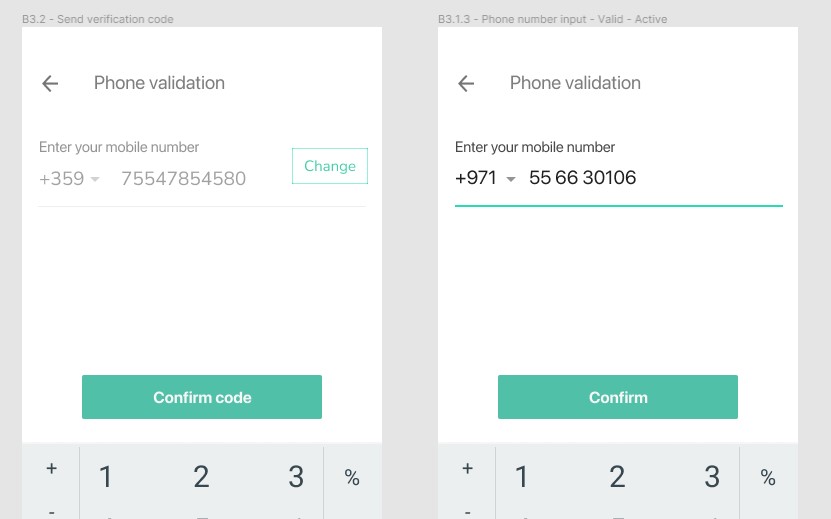 B3.2 - Send verification code
Phone validation
Enter your mobile number
+359 75547854580
Change
Confirm code
+ 1 2 3 %
-
B3.1.3 - Phone number input - Valid - Active
Phone validation
Enter your mobile number
+971 55 66 30106
Confirm
+ 1 2 3 %
-